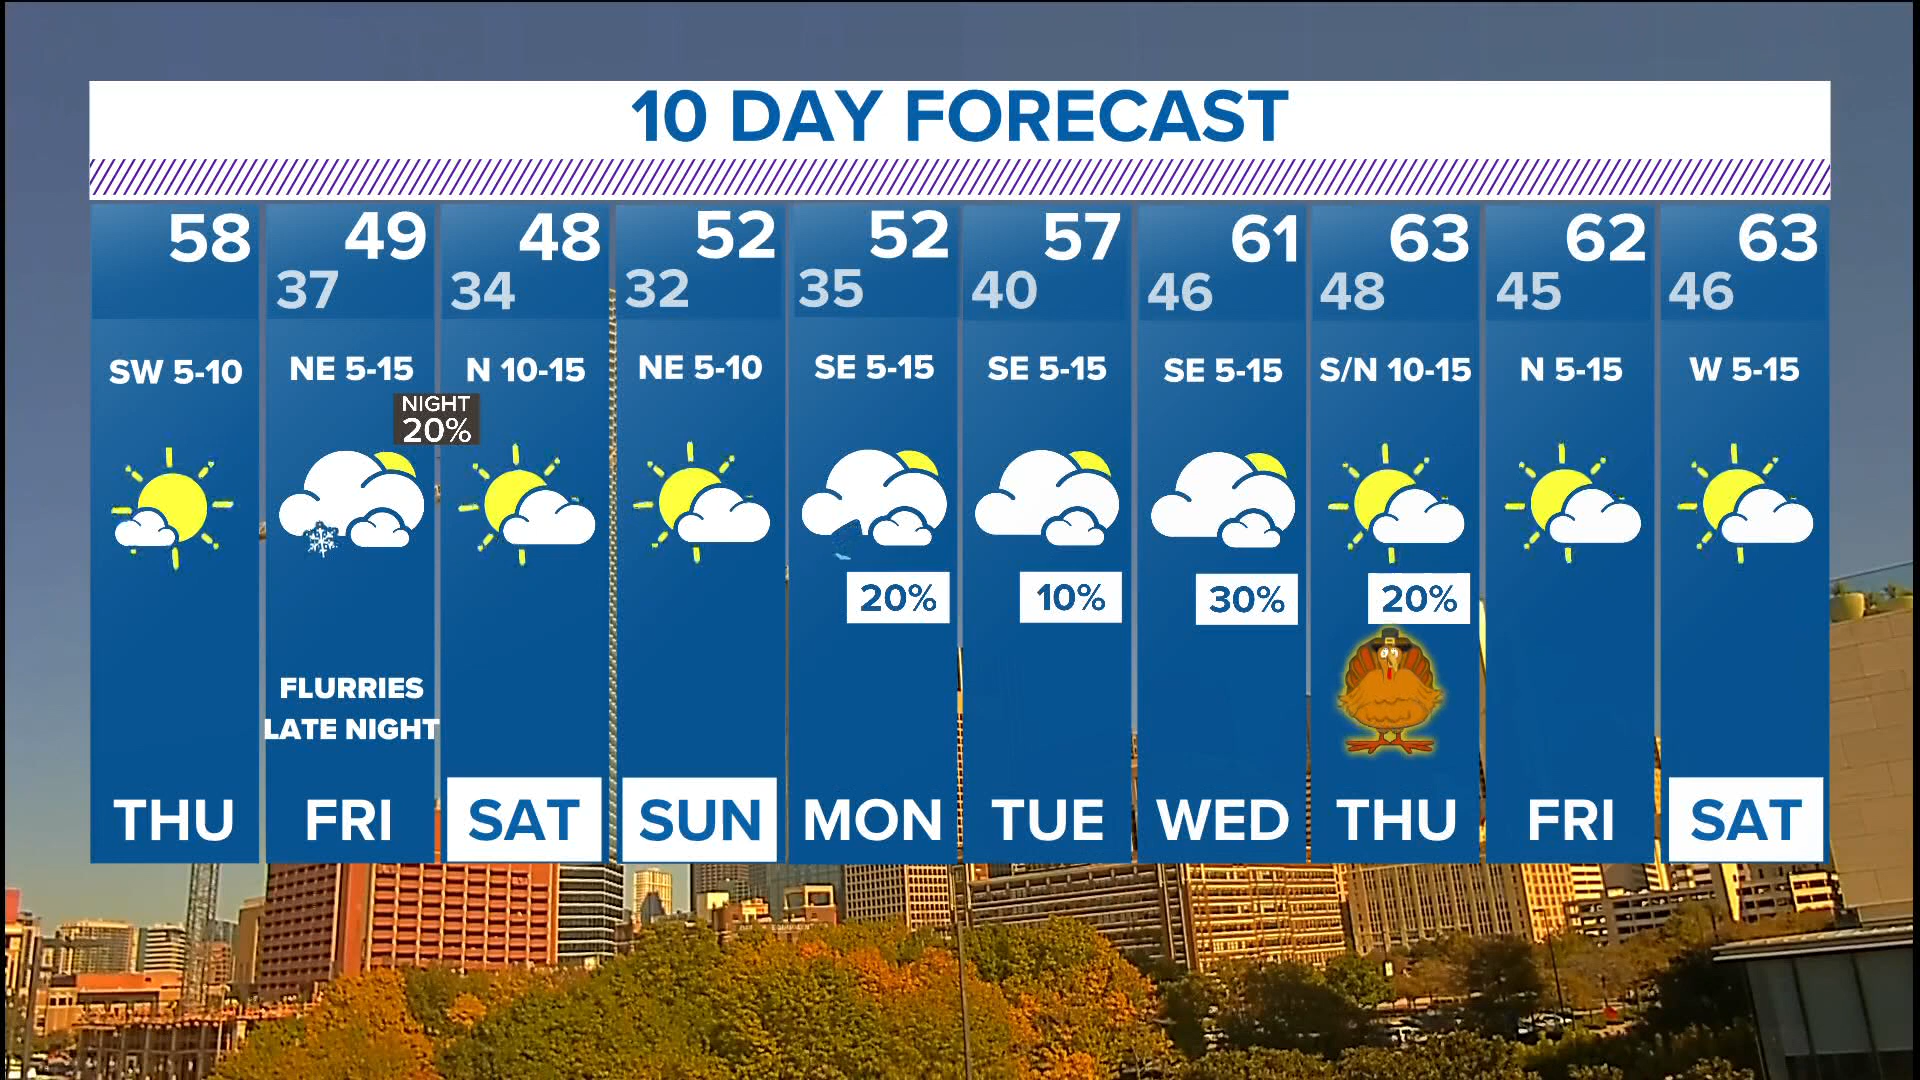 10 DAY FORECAST
58 49 48 52 52 57 61 63 62 63
37 34 32 35 40 46 48 45 46
SW 5-10 NE 5-15 N 10-15 NE 5-10 SE 5-15 SE 5-15 SE 5-15 S/N 10-15 N 5-15 W 5-15
NIGHT
20%
20% 10% 30% 20%
FLURRIES
LATE NIGHT
THU FRI SAT SUN MON TUE WED THU FRI SAT